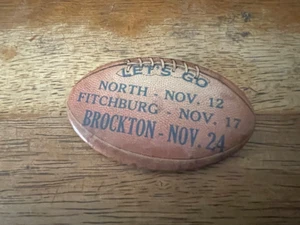 LET'S GO
NORTH - NOV. 12
FITCHBURG - NOV. 17
BROCKTON - NOV. 24